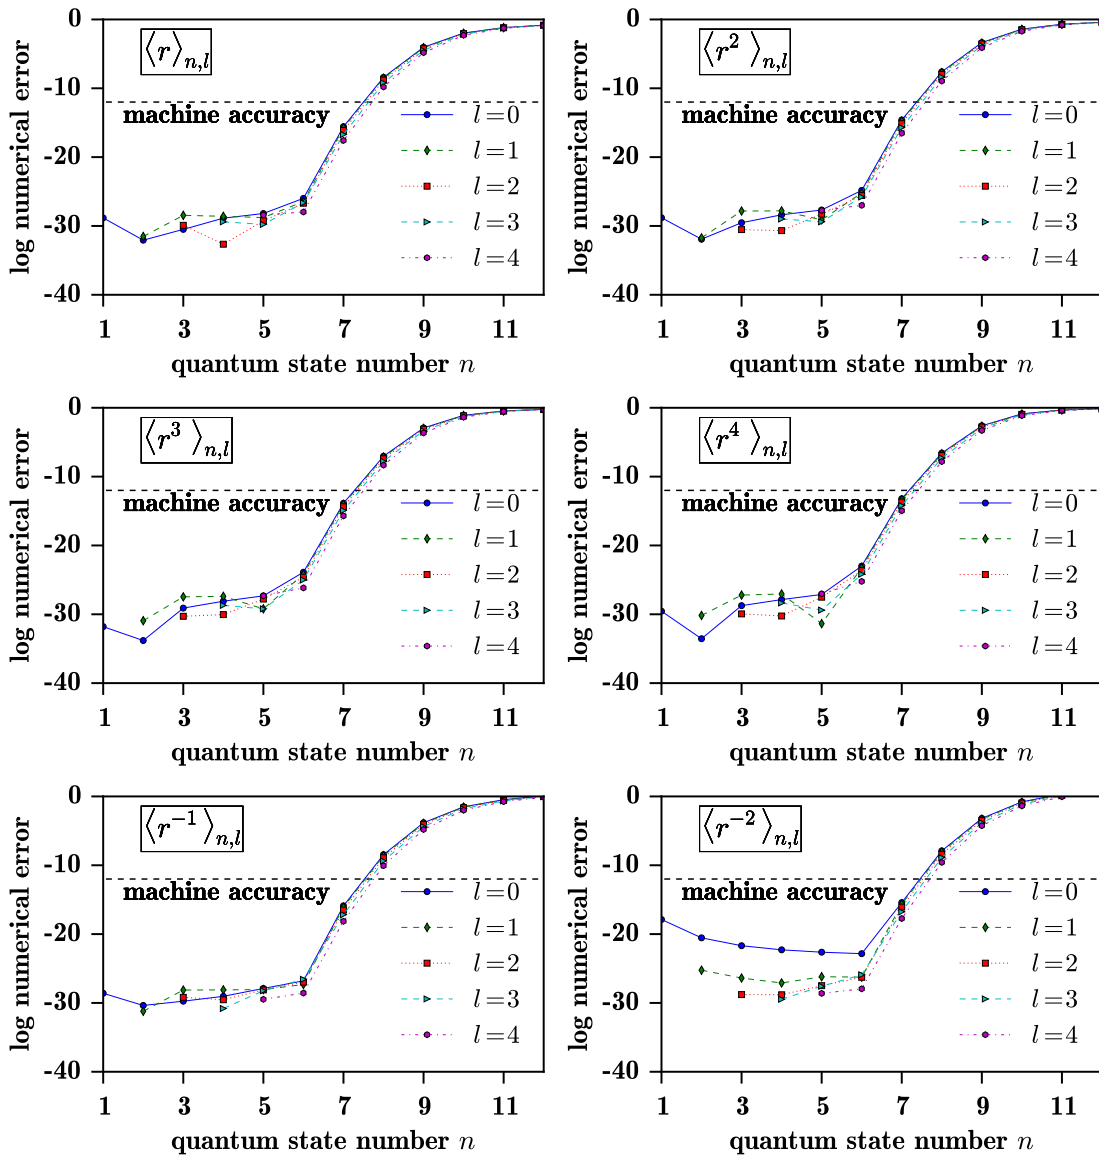 ⟨r⟩n,l
log numerical error
0
-10
-20
-30
-40
machine accuracy
l=0
l=1
l=2
l=3
l=4
1 3 5 7 9 11
quantum state number n
⟨r² ⟩n,l
log numerical error
0
-10
-20
-30
-40
machine accuracy
l=0
l=1
l=2
l=3
l=4
1 3 5 7 9 11
quantum state number n
⟨r³ ⟩n,l
log numerical error
0
-10
-20
-30
-40
machine accuracy
l=0
l=1
l=2
l=3
l=4
1 3 5 7 9 11
quantum state number n
⟨r⁴ ⟩n,l
log numerical error
0
-10
-20
-30
-40
machine accuracy
l=0
l=1
l=2
l=3
l=4
1 3 5 7 9 11
quantum state number n
⟨r⁻¹ ⟩n,l
log numerical error
0
-10
-20
-30
-40
machine accuracy
l=0
l=1
l=2
l=3
l=4
1 3 5 7 9 11
quantum state number n
⟨r⁻² ⟩n,l
log numerical error
0
-10
-20
-30
-40
machine accuracy
l=0
l=1
l=2
l=3
l=4
1 3 5 7 9 11
quantum state number n